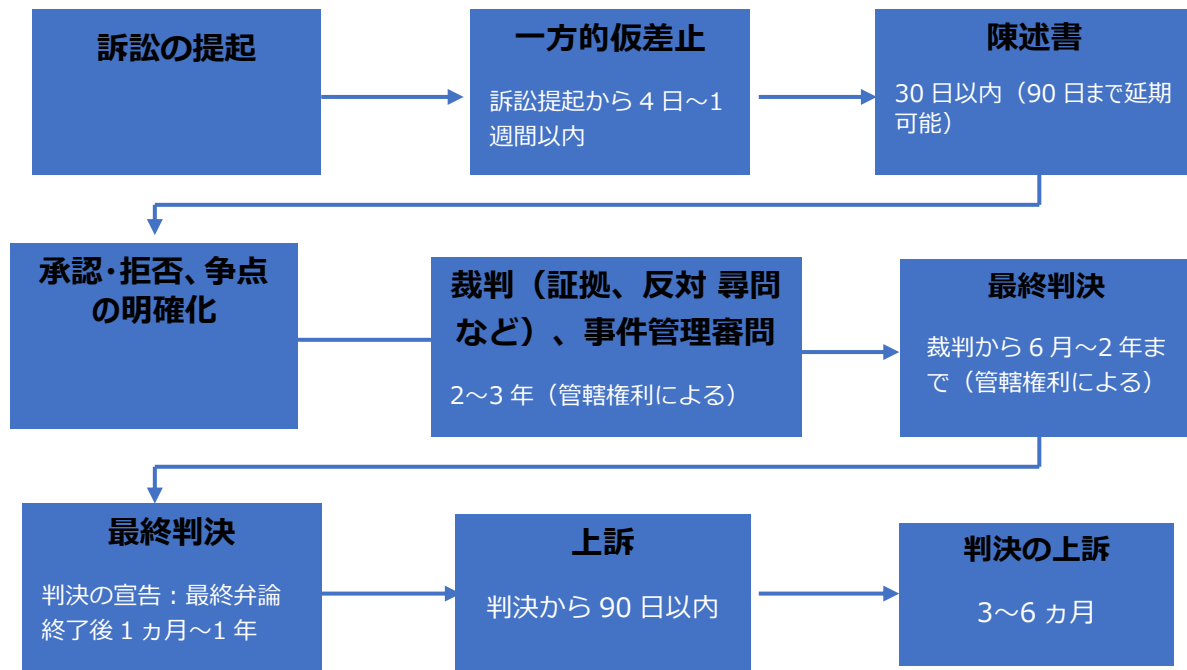 訴訟の提起
一方的仮差止
訴訟提起から 4 日～1
週間以内
陳述書
30 日以内（90 日まで延期
可能）
承認･拒否、争点
の明確化
裁判（証拠、反対 尋問
など）、事件管理審問
2～3 年（管轄権利による）
最終判決
裁判から 6 月～2 年ま
で（管轄権利による）
最終判決
判決の宣告：最終弁論
終了後 1 ヵ月～1 年
上訴
判決から 90 日以内
判決の上訴
3～6 ヵ月